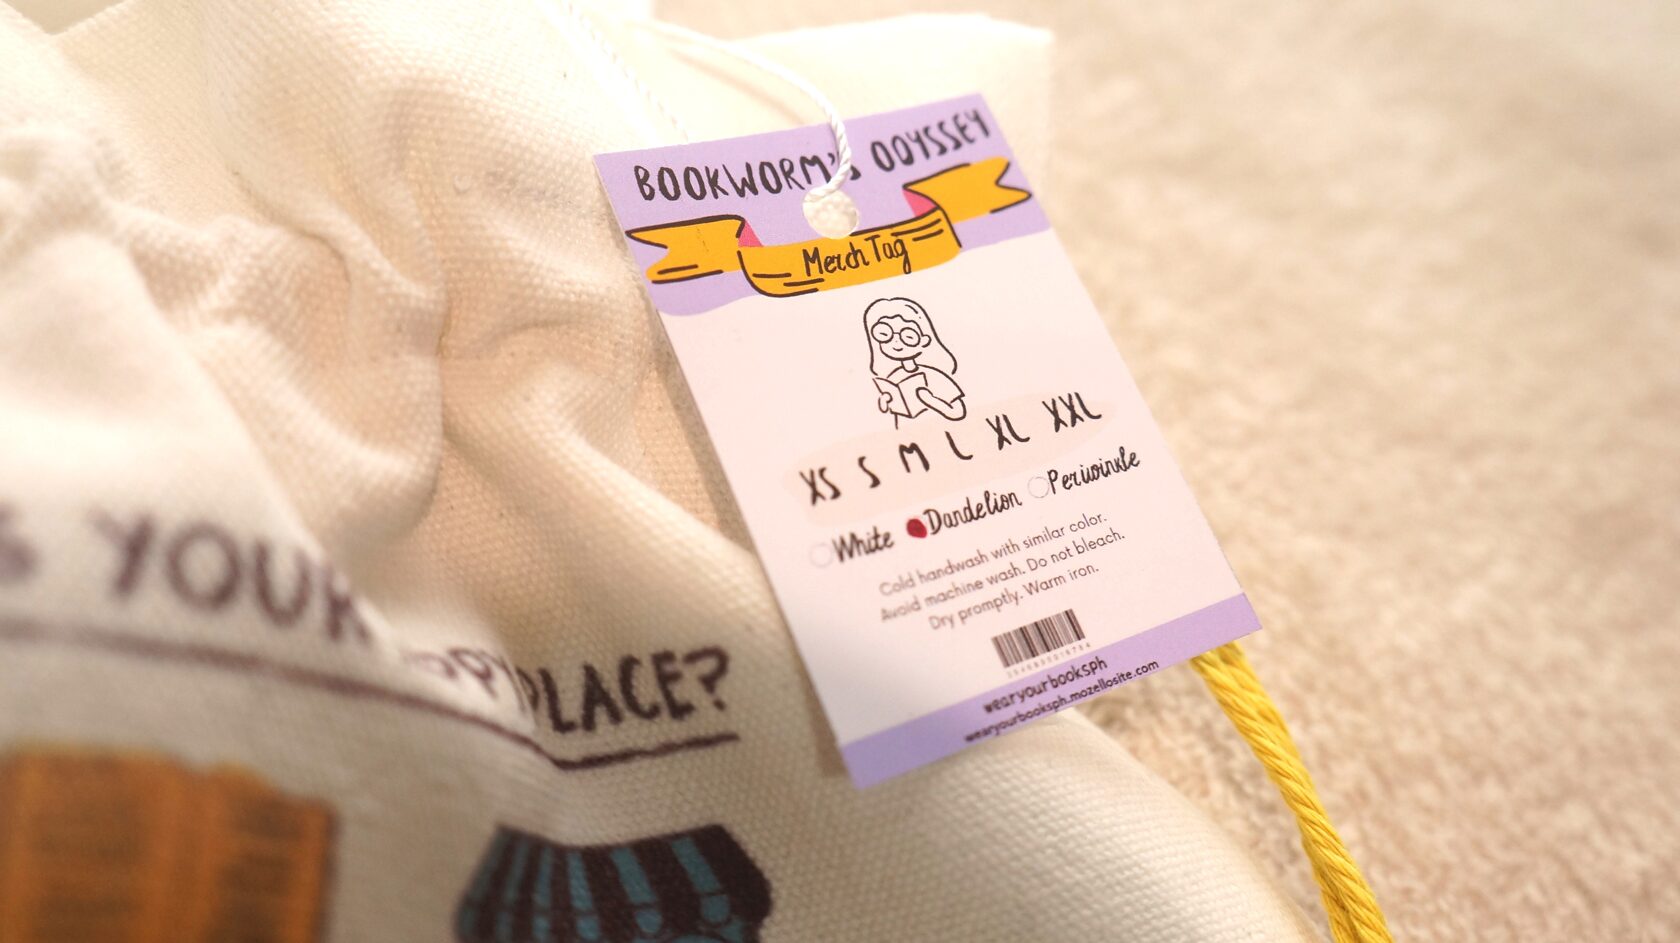 BOOKWORM'S ODYSSEY
Merch Tag
XS S M L XL XXL
White Dandelion Periwinkle
Cold handwash with similar color.
Avoid machine wash. Do not bleach.
Dry promptly. Warm iron.
wearyourbooksph
wearyourbooksph.mozellosite.com
YOUR
PLACE?